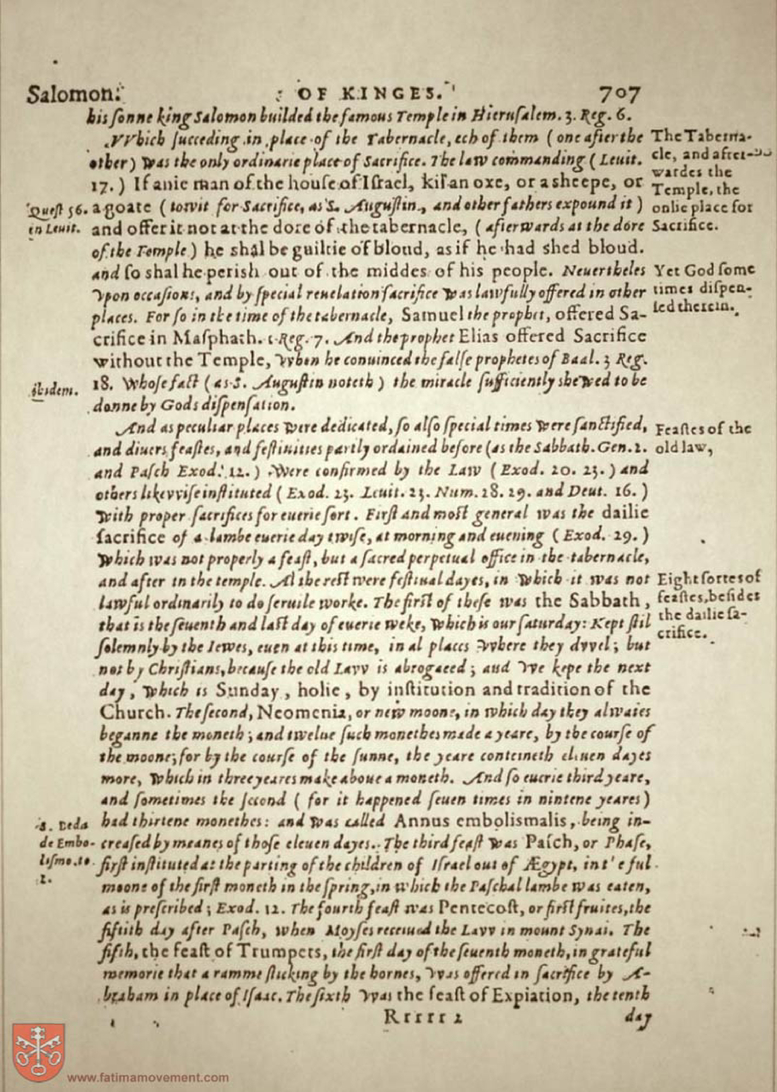 Salomon. OF KINGES. 707
his ſonne king Salomon builded the famous Temple in Hieruſalem. 3. Reg. 6.
VVhich ſucceding in place of the Tabernacle, ech of them (one after the
other) was the only ordinarie place of Sacrifice. The law commanding (Leuit.
17.) If anie man of the houſe of Iſrael, kil an oxe, or a ſheepe, or
a goate (towit for Sacrifice, as S. Auguſtin, and other fathers expound it)
and offer it not at the dore of the tabernacle, (afterwards at the dore
of the Temple) he shal be guiltie of bloud, as if he had shed bloud.
and ſo shal he perish out of the middes of his people. Neuertheles
vpon occaſions, and by ſpecial reuelation ſacrifice was lawfully offered in other
places. For ſo in the time of the tabernacle, Samuel the prophet, offered Sa-
crifice in Maſphath. 1. Reg. 7. And the prophet Elias offered Sacrifice
without the Temple, when he conuinced the falſe prophetes of Baal. 3 Reg.
18. Whoſe fact (as S. Auguſtin noteth) the miracle ſufficiently shewed to be
donne by Gods diſpenſation.
And as peculiar places were dedicated, ſo alſo ſpecial times were ſanctified,
and diuers feaſtes, and feſtiuities partly ordained before (as the Sabbath. Gen. 2.
and Paſch Exod. 12.) were confirmed by the Law (Exod. 20. 23.) and
others likevviſe inſtituted (Exod. 23. Leuit. 23. Num. 28. 29. and Deut. 16.)
with proper ſacrifices for euerie ſort. Firſt and moſt general was the dailie
ſacrifice of a lambe euerie day twiſe, at morning and euening (Exod. 29.)
which was not properly a feaſt, but a ſacred perpetual office in the tabernacle,
and after in the temple. Al the reſt were feſtiual dayes, in which it was not
lawful ordinarily to do ſeruile worke. The firſt of theſe was the Sabbath,
that is the ſeuenth and laſt day of euerie weke, which is our ſaturday: Kept ſtil
ſolemnly by the Iewes, euen at this time, in al places where they dvvel; but
not by Chriſtians, becauſe the old Lavv is abrogated; and we kepe the next
day, which is Sunday, holie, by inſtitution and tradition of the
Church. The ſecond, Neomenia, or new moone, in which day they alwaies
beganne the moneth; and twelue ſuch monethes made a yeare, by the courſe of
the moone; for by the courſe of the ſunne, the yeare conteineth eleuen dayes
more, which in three yeares make aboue a moneth. And ſo euerie third yeare,
and ſometimes the ſecond (for it happened ſeuen times in nintene yeares)
had thirtene monethes: and was called Annus embolismalis, being in-
creaſed by meanes of thoſe eleuen dayes. The third feaſt was Paſch, or Phaſe,
firſt inſtituted at the parting of the children of Iſrael out of Ægypt, in t'e ful
moone of the firſt moneth in the ſpring, in which the Paſchal lambe was eaten,
as is preſcribed; Exod. 12. The fourth feaſt was Pentecoſt, or firſt fruites, the
fiftith day after Paſch, when Moyſes receiued the Lavv in mount Synai. The
fifth, the feaſt of Trumpets, the firſt day of the ſeuenth moneth, in grateful
memorie that a ramme ſticking by the hornes, was offered in ſacrifice by A-
braham in place of Iſaac. The ſixth was the feaſt of Expiation, the tenth
Rrrrr 2 day
Queſt 56.
in Leuit.
ibidem.
S. Beda
de Embo-
liſmo. to
2.
The Taberna-
cle, and after-
wardes the
Temple, the
onlie place for
Sacrifice.
Yet God ſome
times diſpen-
ſed therein.
Feaſtes of the
old law,
Eight ſortes of
feaſtes, beſides
the dailie ſa-
crifice.
www.fatimamovement.com